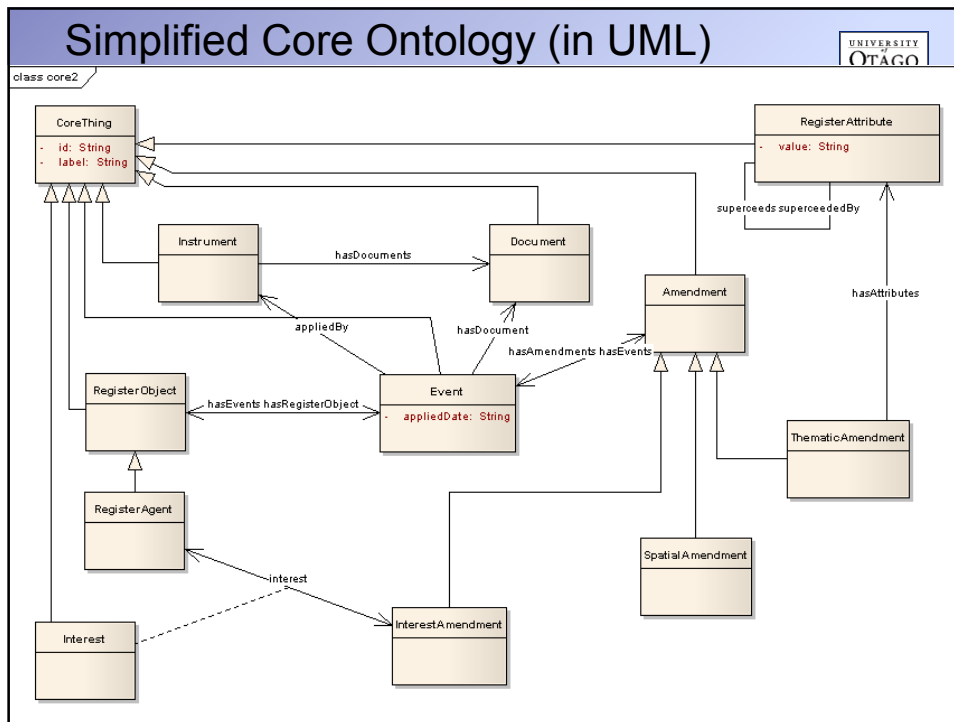 Simplified Core Ontology (in UML)
UNIVERSITY
of
OTAGO
class core2
CoreThing
- id: String
- label: String
RegisterAttribute
- value: String
superceeds superceededBy
Instrument
Document
hasDocuments
Amendment
hasAttributes
appliedBy
hasDocument
hasAmendments hasEvents
RegisterObject
Event
- appliedDate: String
hasEvents hasRegisterObject
ThematicAmendment
RegisterAgent
SpatialAmendment
interest
InterestAmendment
Interest